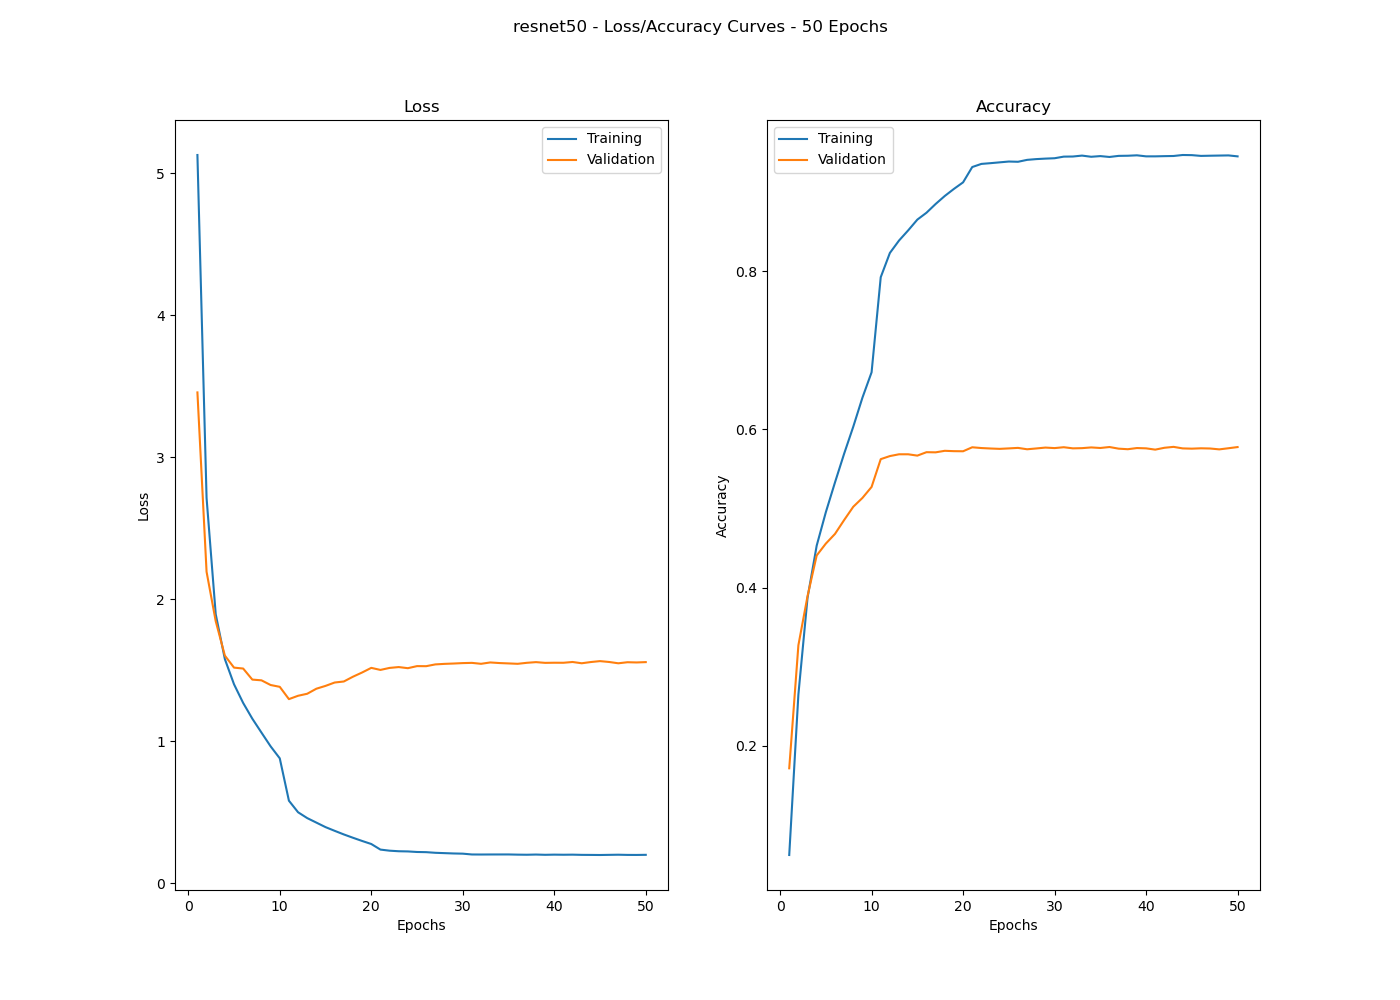 resnet50 - Loss/Accuracy Curves - 50 Epochs
Loss
Training
Validation
5
4
3
2
1
0
Loss
0 10 20 30 40 50
Epochs
Accuracy
Training
Validation
0.8
0.6
0.4
0.2
Accuracy
0 10 20 30 40 50
Epochs